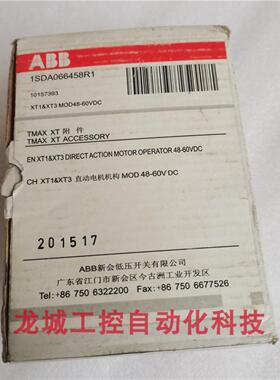 ABB
1SDA066458R1
10157393
XT1&XT3 MOD48-60VDC
TMAX XT 附 件
TMAX XT ACCESSORY
EN XT1&XT3 DIRECT ACTION MOTOR OPERATOR 48-60VDC
CH XT1&XT3 直动电机机构 MOD 48-60V DC
201517
ABB新会低压开关有限公司
广东省江门市新会区今古洲工业开发区
Tel:+86 750 6322200 Fax:+86 750 6677526
龙城工控自动化科技